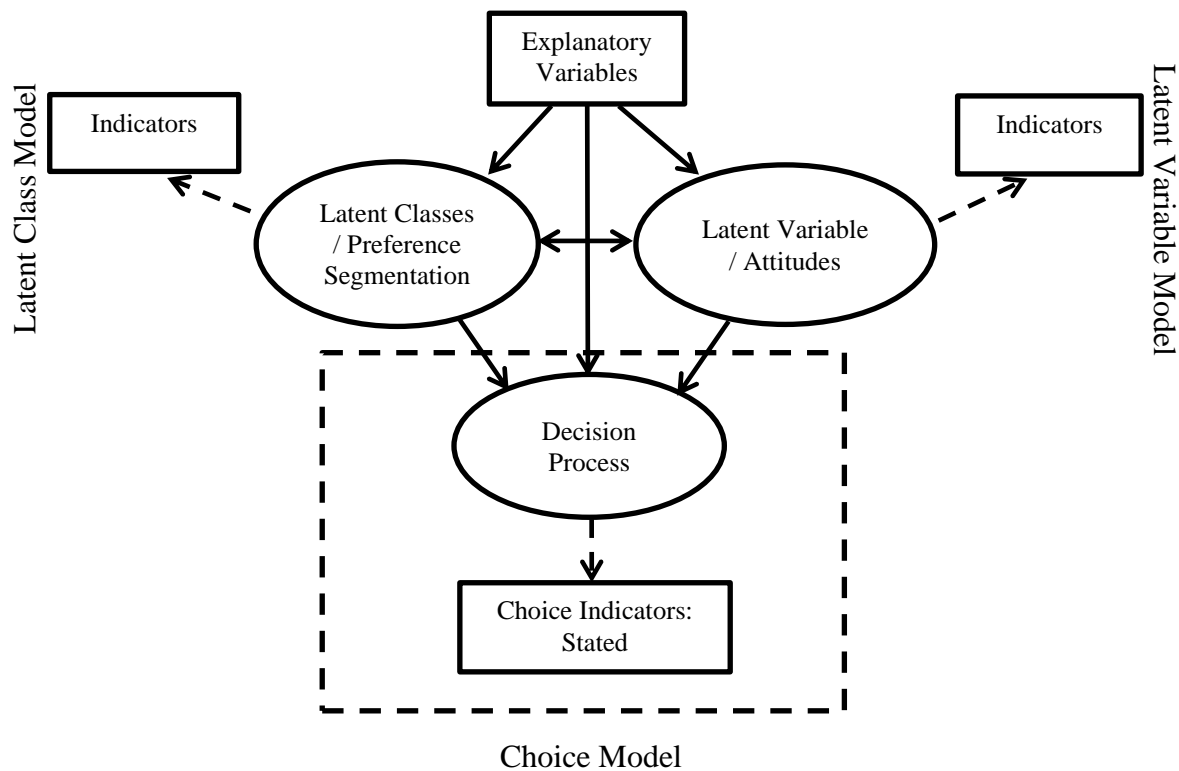 Explanatory
Variables
Latent Class Model
Indicators
Indicators
Latent Variable Model
Latent Classes
/ Preference
Segmentation
Latent Variable
/ Attitudes
Decision
Process
Choice Indicators:
Stated
Choice Model